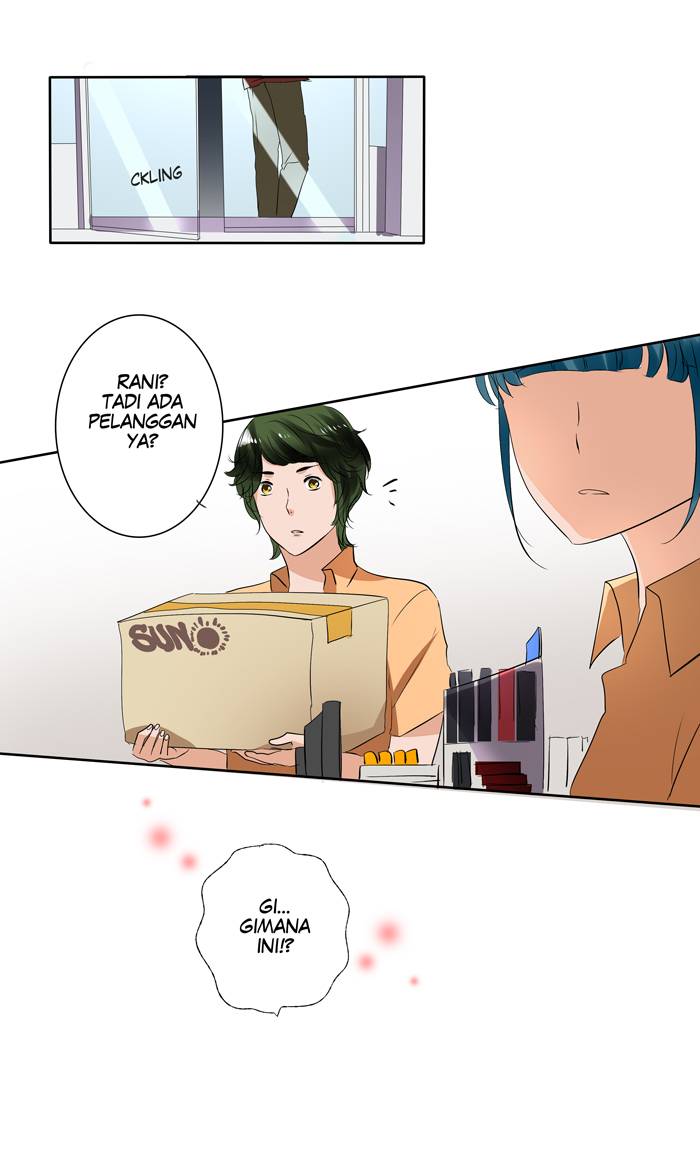 CKLING
RANI?
TADI ADA
PELANGGAN
YA?
SUN
GI...
GIMANA
INI!?